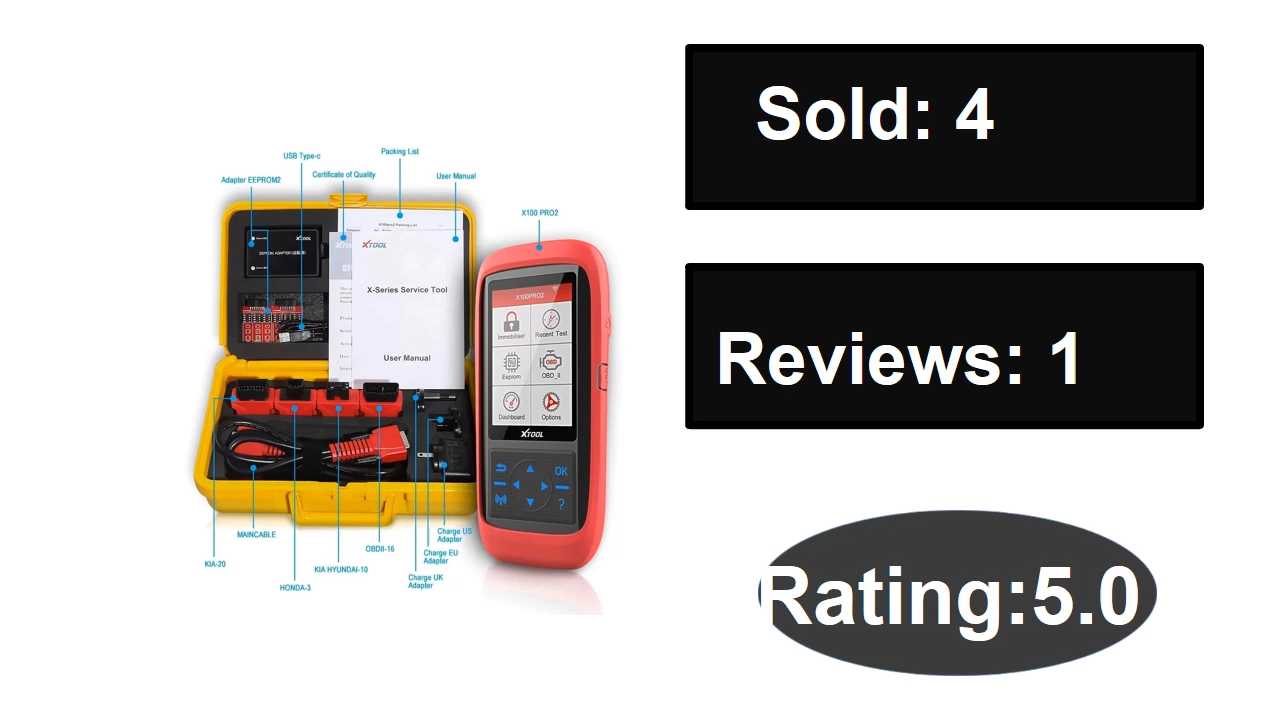 Sold: 4
Reviews: 1
Rating:5.0
Packing List
USB Type-c
Certificate of Quality
User Manual
Adapter EEPROM2
X100 PRO2
XTOOL
XTOOL
X-Series Service Tool
User Manual
X100PRO2
Immobiliser
Recent Test
Eeprom
OBD
OBD_II
Dashboard
Options
XTOOL
OK
?
MAINCABLE
KIA-20
HONDA-3
KIA HYUNDAI-10
OBDII-16
Charge US
Adapter
Charge EU
Adapter
Charge UK
Adapter